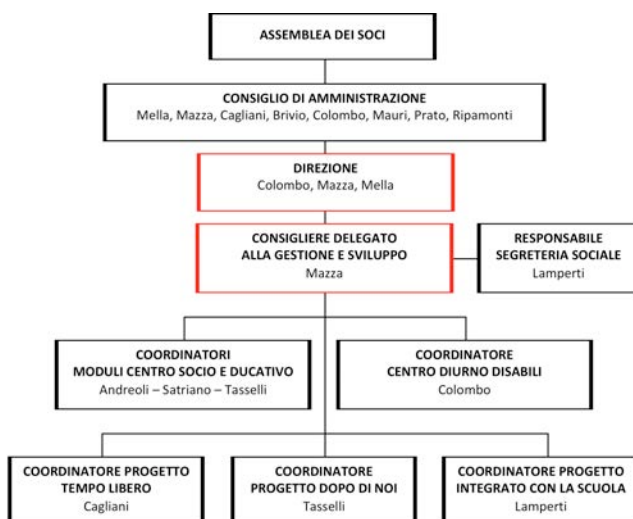 ASSEMBLEA DEI SOCI
CONSIGLIO DI AMMINISTRAZIONE
Mella, Mazza, Cagliani, Brivio, Colombo, Mauri, Prato, Ripamonti
DIREZIONE
Colombo, Mazza, Mella
CONSIGLIERE DELEGATO
ALLA GESTIONE E SVILUPPO
Mazza
RESPONSABILE
SEGRETERIA SOCIALE
Lamperti
COORDINATORI
MODULI CENTRO SOCIO E DUCATIVO
Andreoli – Satriano – Tasselli
COORDINATORE
CENTRO DIURNO DISABILI
Colombo
COORDINATORE PROGETTO
TEMPO LIBERO
Cagliani
COORDINATORE
PROGETTO DOPO DI NOI
Tasselli
COORDINATORE PROGETTO
INTEGRATO CON LA SCUOLA
Lamperti